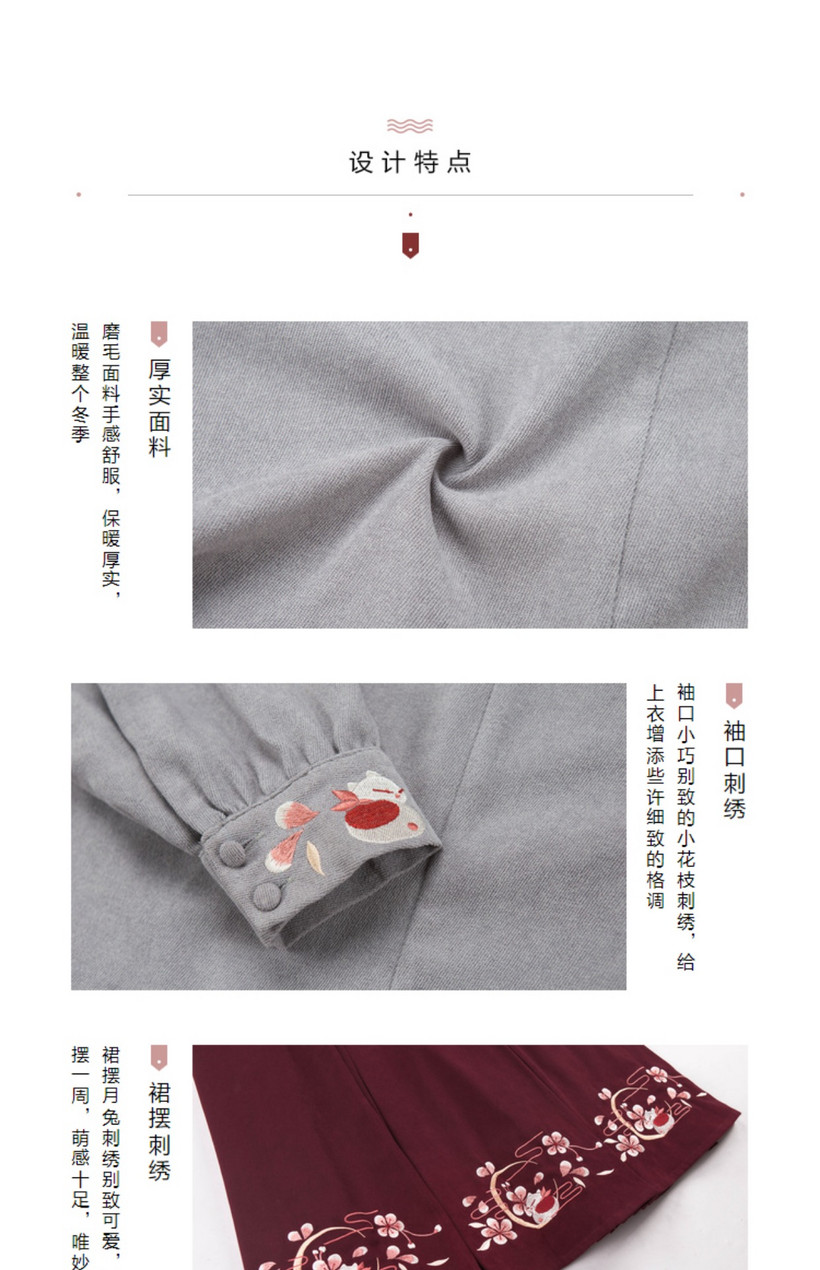 设计特点
厚实面料
磨毛面料手感舒服，保暖厚实，
温暖整个冬季
袖口刺绣
袖口小巧别致的小花枝刺绣，给
上衣增添些许细致的格调
裙摆刺绣
裙摆月兔刺绣别致可爱，
摆一周，萌感十足，唯妙